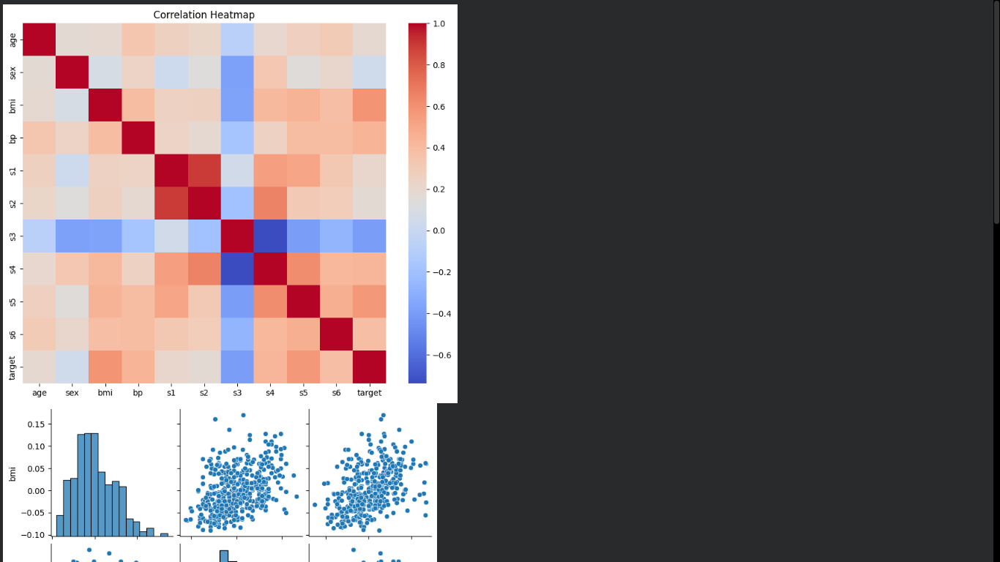 Correlation Heatmap
age
sex
bmi
bp
s1
s2
s3
s4
s5
s6
target
age sex bmi bp s1 s2 s3 s4 s5 s6 target
1.0
0.8
0.6
0.4
0.2
0.0
−0.2
−0.4
−0.6
0.15
0.10
0.05
0.00
−0.05
−0.10
bmi